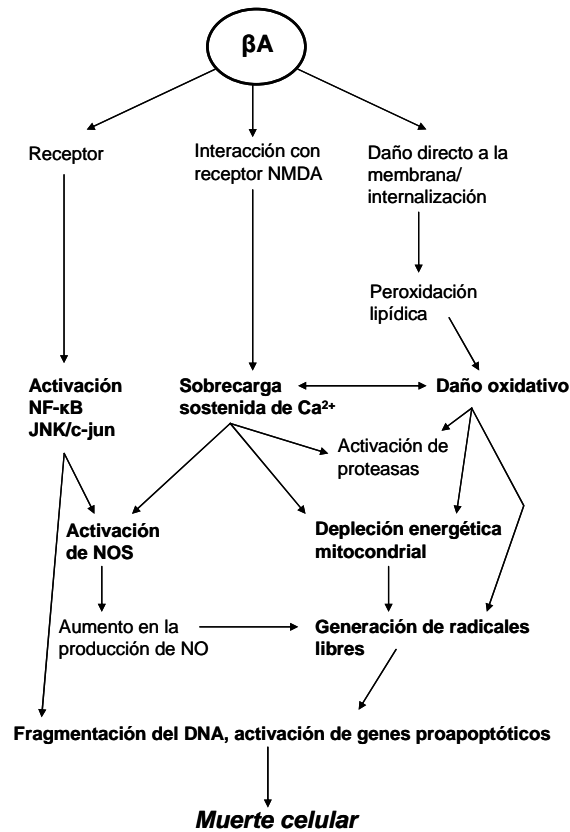 βA
Receptor
Interacción con
receptor NMDA
Daño directo a la
membrana/
internalización
Peroxidación
lipídica
Activación
NF-κB
JNK/c-jun
Sobrecarga
sostenida de Ca²⁺
Daño oxidativo
Activación de
proteasas
Activación
de NOS
Depleción energética
mitocondrial
Aumento en la
producción de NO
Generación de radicales
libres
Fragmentación del DNA, activación de genes proapoptóticos
Muerte celular